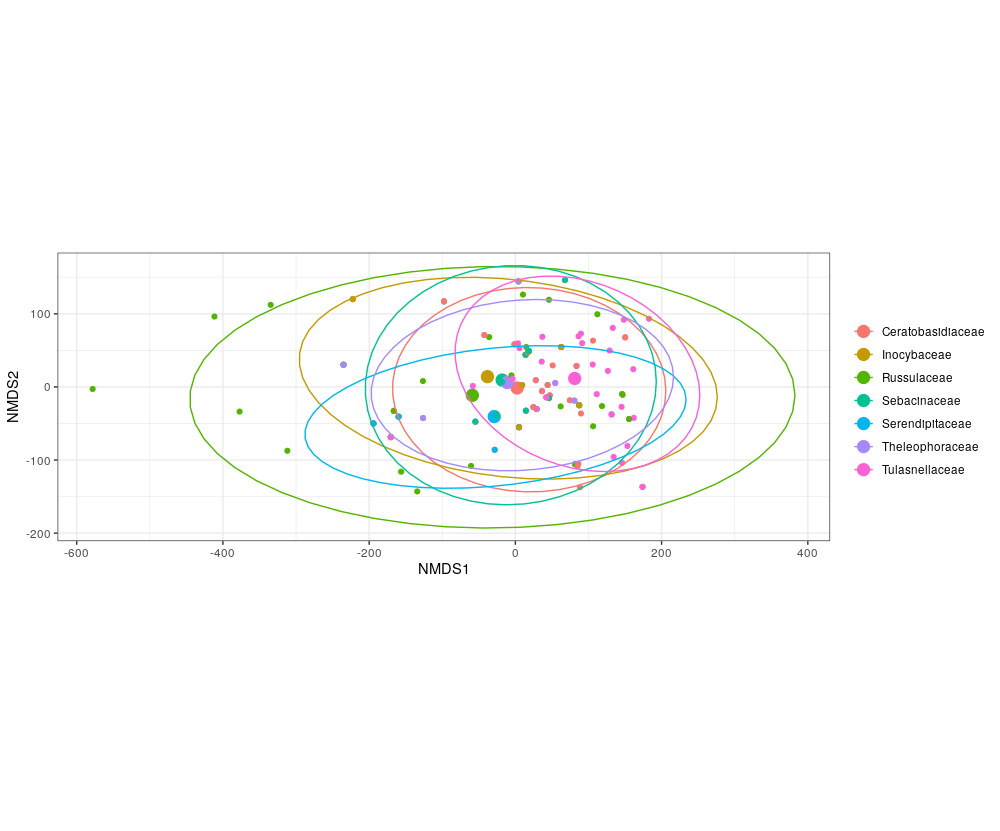 100
0
-100
-200
NMDS2
-600
-400
-200
0
200
400
NMDS1
Ceratobasidiaceae
Inocybaceae
Russulaceae
Sebacinaceae
Serendipitaceae
Theleophoraceae
Tulasnellaceae